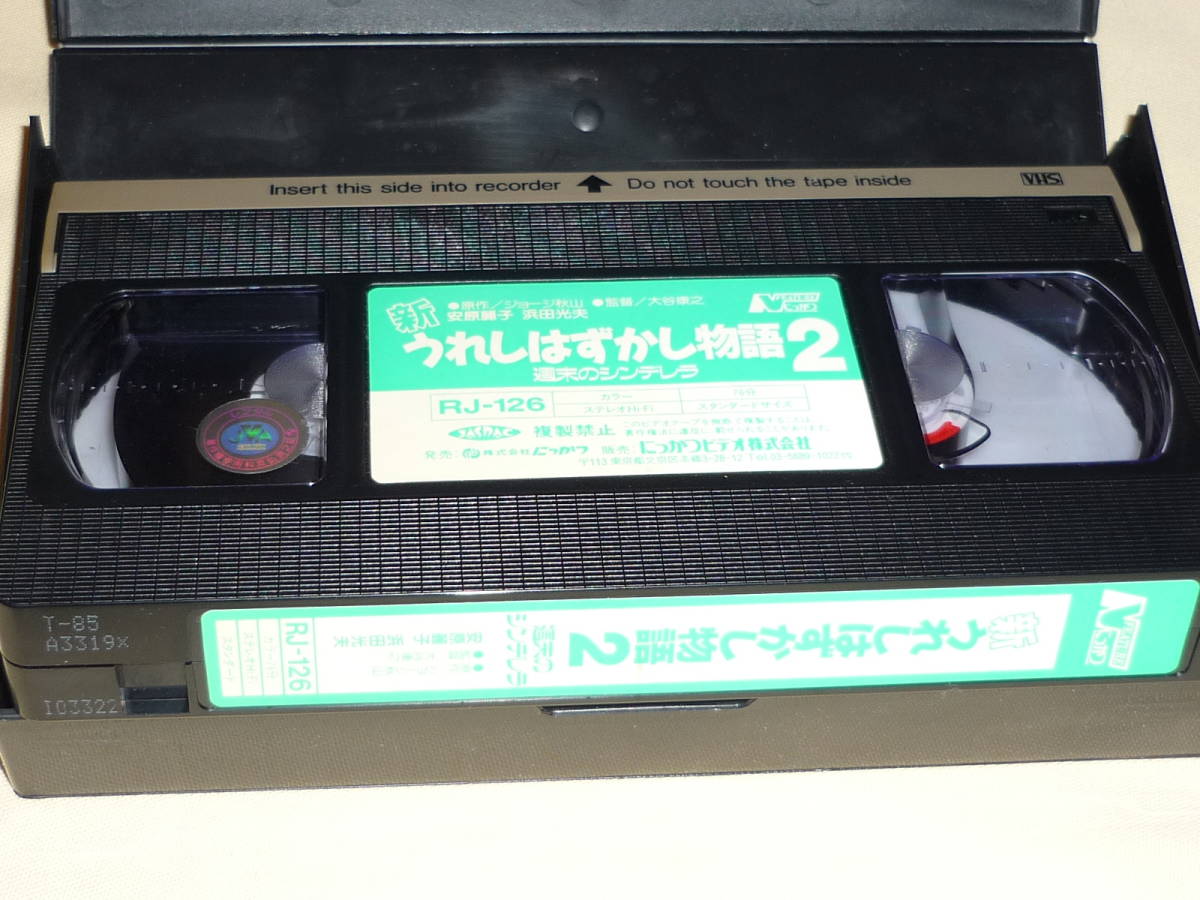 Insert this side into recorder Do not touch the tape inside VHS
新
●原作/ジョージ秋山 ●監督/大谷康之
安原麗子 浜田光夫
うれしはずかし物語2
週末のシンデレラ
RJ-126
カラー
ステレオHi-Fi
スタンダードサイズ
複製禁止
発売: 株式会社にっかつ 販売: にっかつビデオ株式会社
T-85
A3319x
I03322
RJ-126
安原麗子 浜田光夫
週末の
シンデレラ
新
うれしはずかし物語2